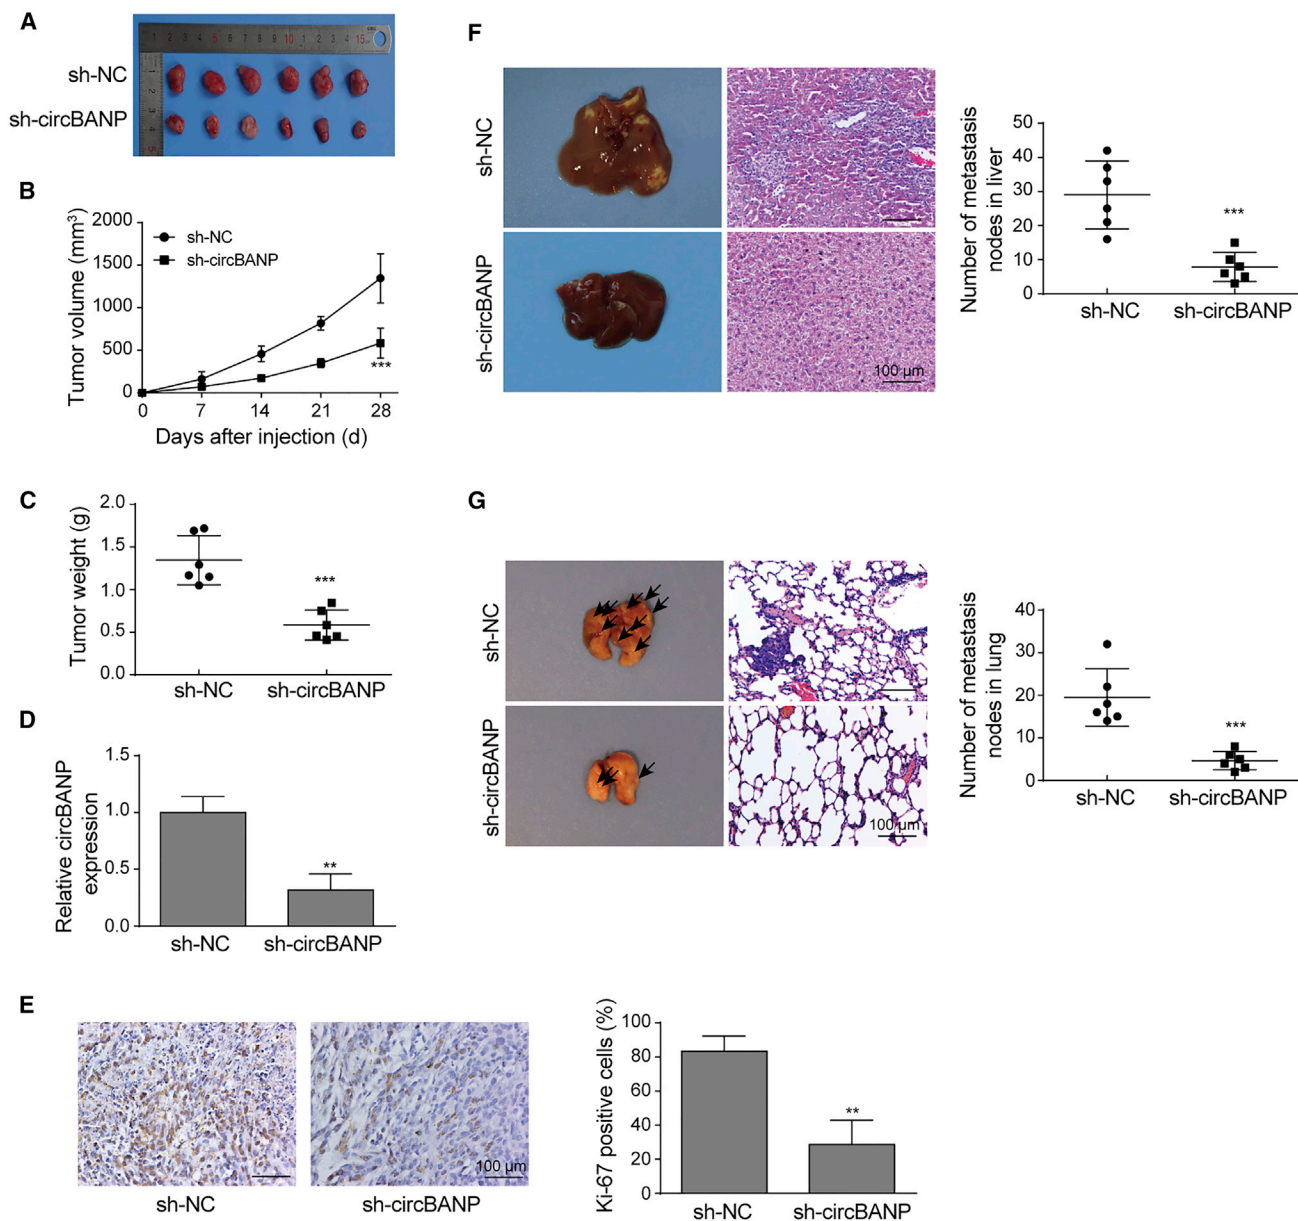 A
sh-NC
sh-circBANP
B
Tumor volume (mm³)
2000
1500
1000
500
0
sh-NC
sh-circBANP
***
0 7 14 21 28
Days after injection (d)
C
Tumor weight (g)
2.0
1.5
1.0
0.5
0.0
***
sh-NC sh-circBANP
D
Relative circBANP
expression
1.5
1.0
0.5
0.0
**
sh-NC sh-circBANP
E
100 µm
sh-NC sh-circBANP
Ki-67 positive cells (%)
100
80
60
40
20
0
**
sh-NC sh-circBANP
F
sh-NC
sh-circBANP
100 µm
Number of metastasis
nodes in liver
50
40
30
20
10
0
***
sh-NC sh-circBANP
G
sh-NC
sh-circBANP
100 µm
Number of metastasis
nodes in lung
40
30
20
10
0
***
sh-NC sh-circBANP